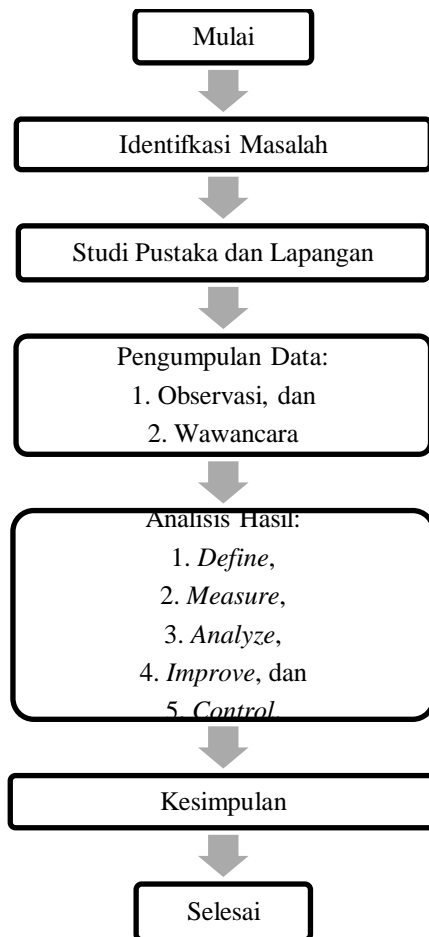 Mulai
Identifkasi Masalah
Studi Pustaka dan Lapangan
Pengumpulan Data:
1. Observasi, dan
2. Wawancara
Analisis Hasil:
1. Define,
2. Measure,
3. Analyze,
4. Improve, dan
5. Control.
Kesimpulan
Selesai